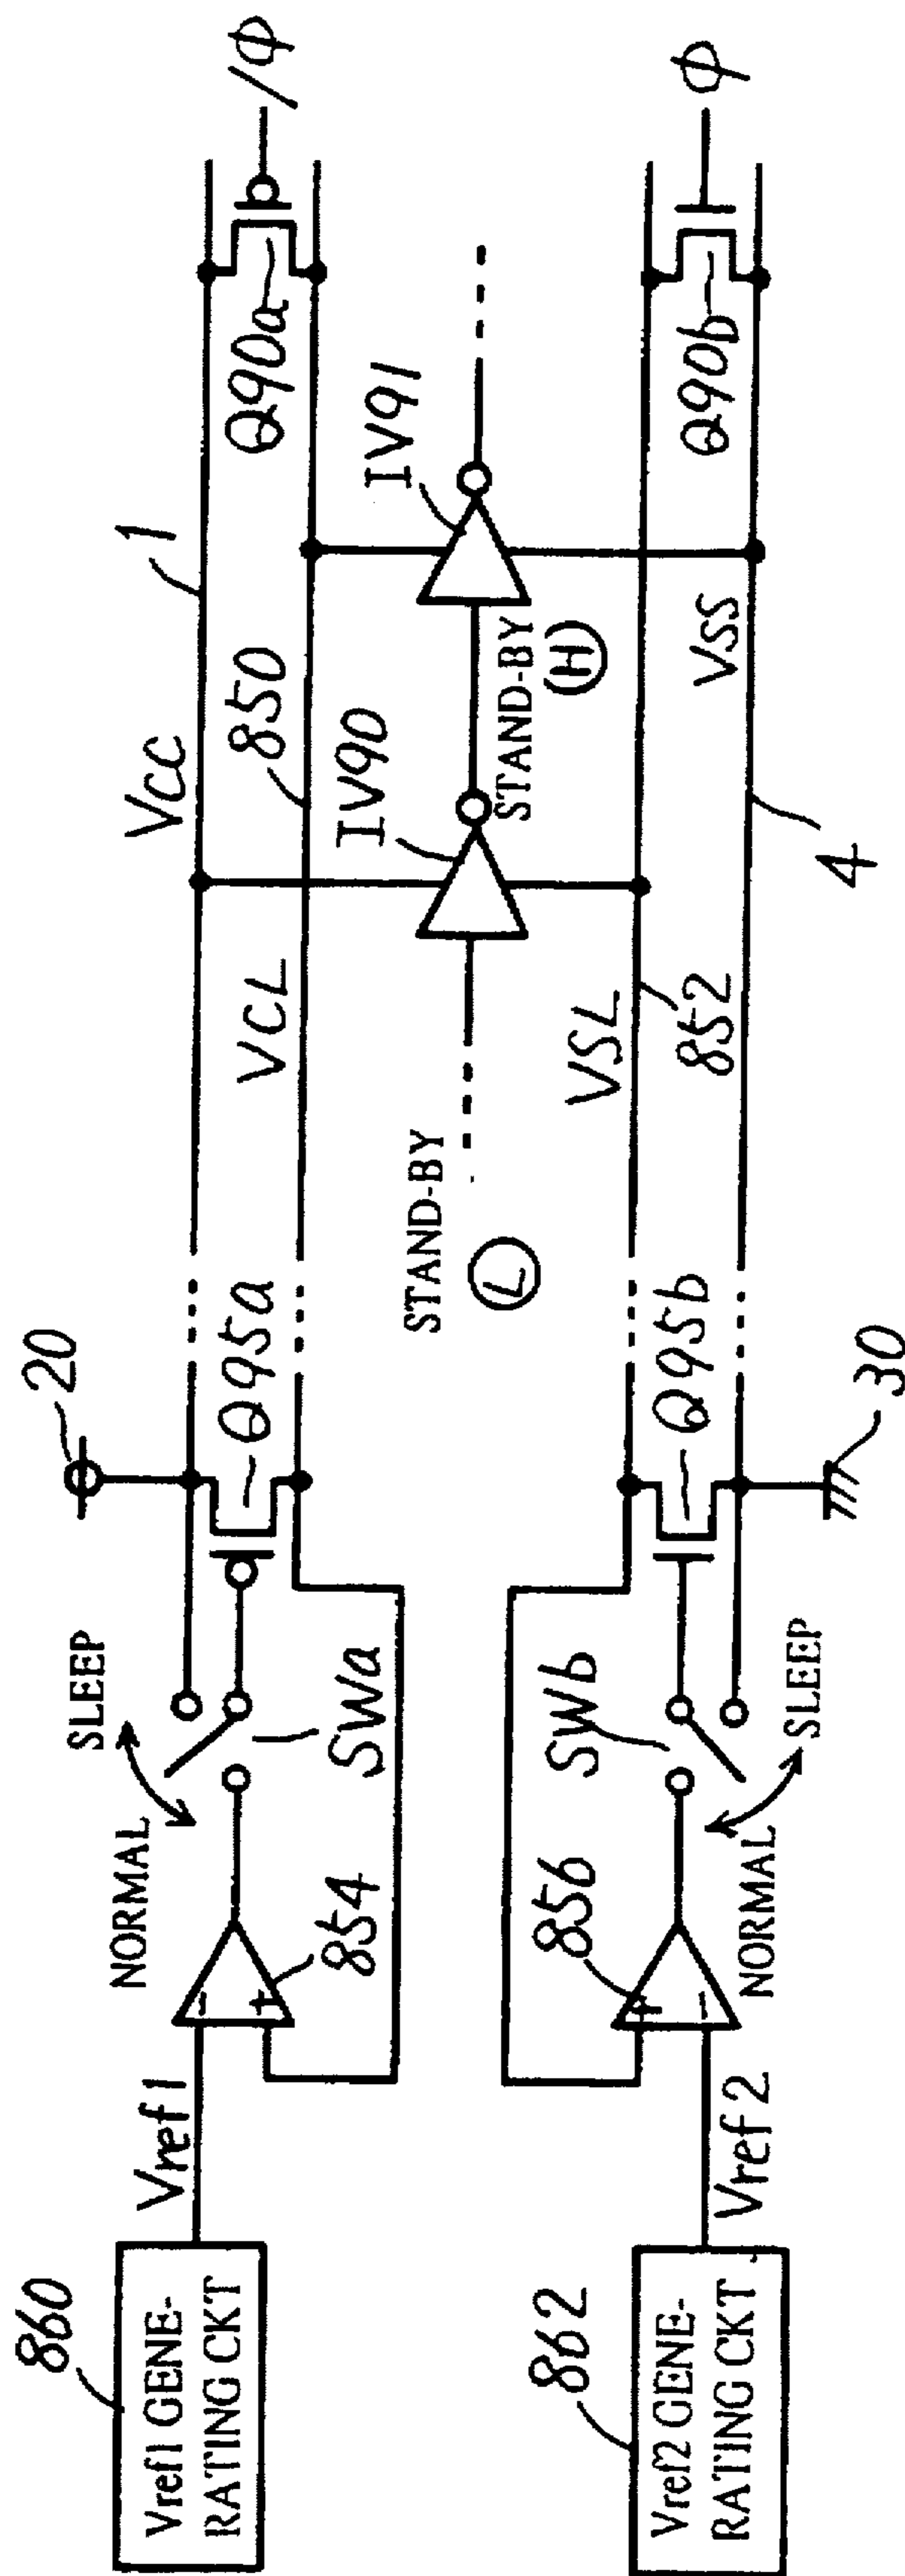 860
Vref1 GENE-
RATING CKT
Vref1
NORMAL
854
SLEEP
SWa
20
Q95a
Vcc
VCL
850
1
Q90a
/Φ
STAND-BY
L
IV90
STAND-BY
H
IV91
862
Vref2 GENE-
RATING CKT
Vref2
856
NORMAL
SWb
SLEEP
Q95b
30
VSL
852
4
VSS
Q90b
Φ